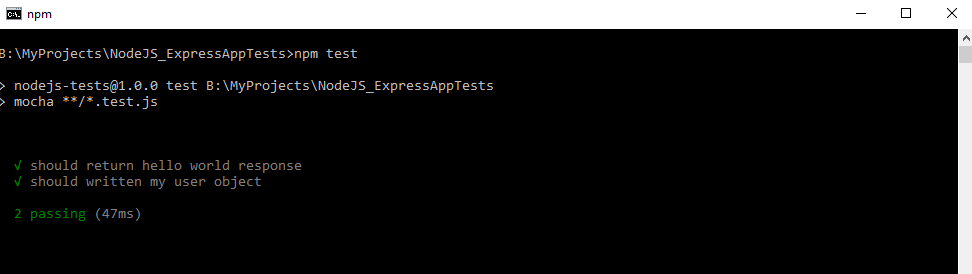 npm
B:\MyProjects\NodeJS_ExpressAppTests>npm test
> nodejs-tests@1.0.0 test B:\MyProjects\NodeJS_ExpressAppTests
> mocha **/*.test.js
√ should return hello world response
√ should written my user object
2 passing (47ms)